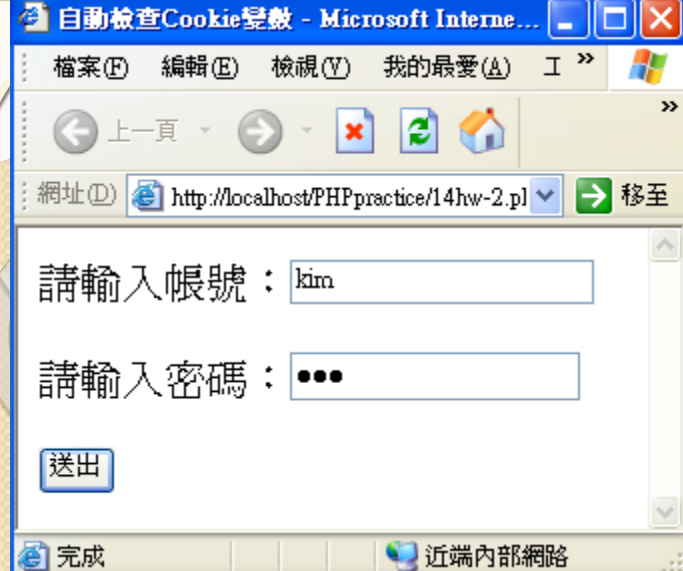 自動檢查Cookie變數 - Microsoft Interne...
檔案(F) 編輯(E) 檢視(V) 我的最愛(A) 工 »
上一頁 »
網址(D) http://localhost/PHPpractice/14hw-2.pl 移至
請輸入帳號：kim
請輸入密碼：•••
送出
完成 近端內部網路